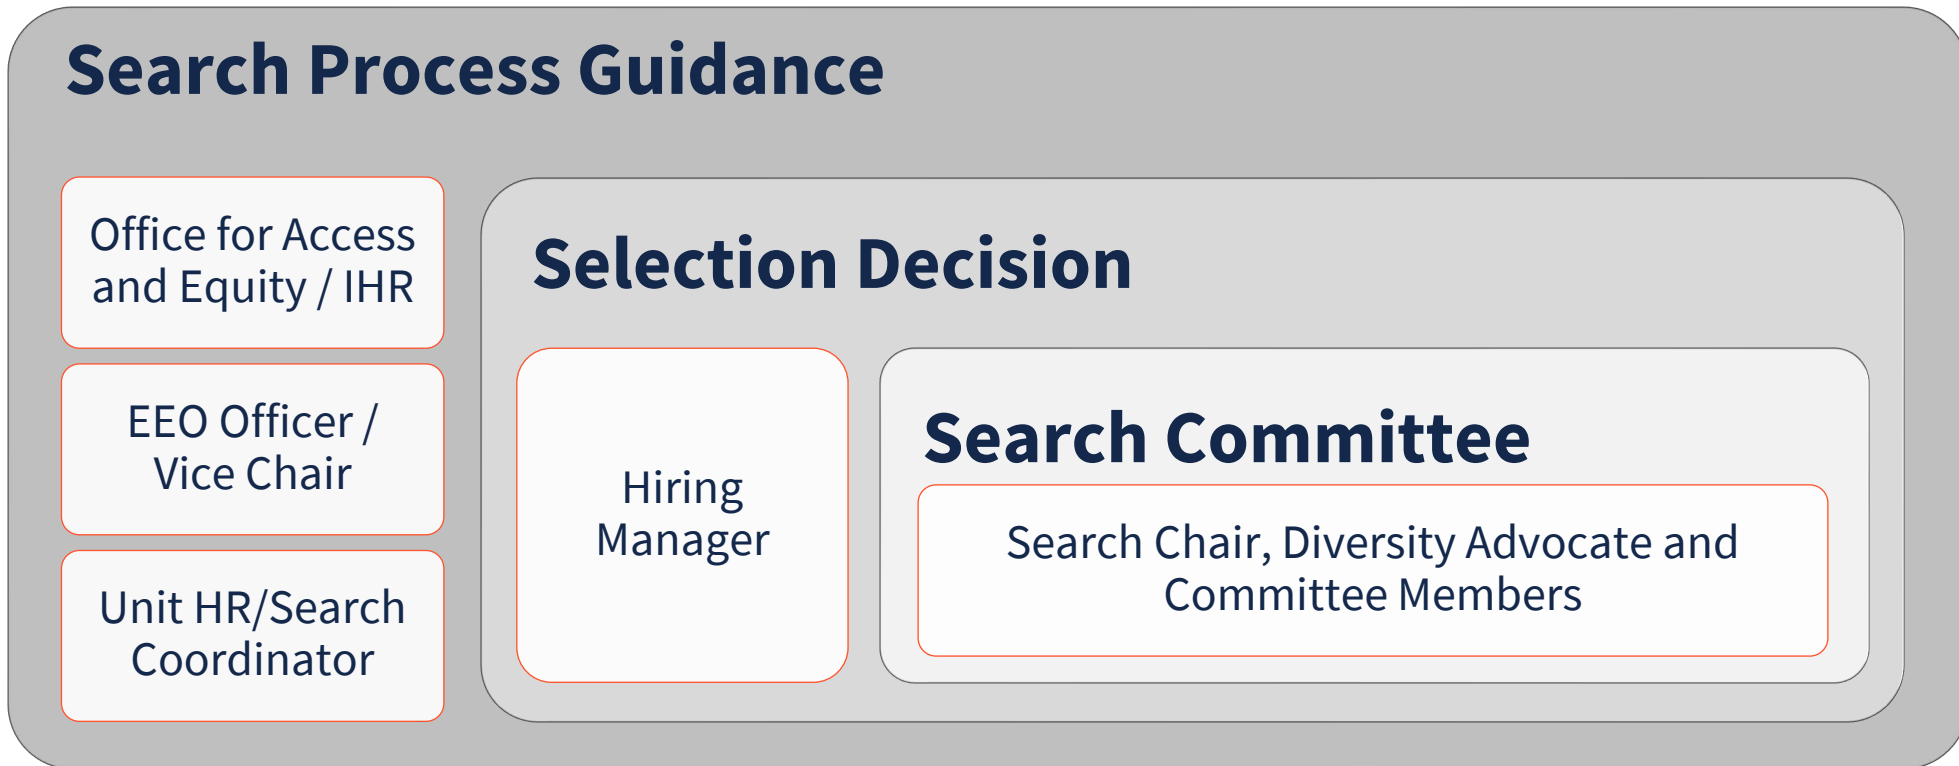 Search Process Guidance
Office for Access
and Equity / IHR
EEO Officer /
Vice Chair
Unit HR/Search
Coordinator
Selection Decision
Hiring
Manager
Search Committee
Search Chair, Diversity Advocate and
Committee Members